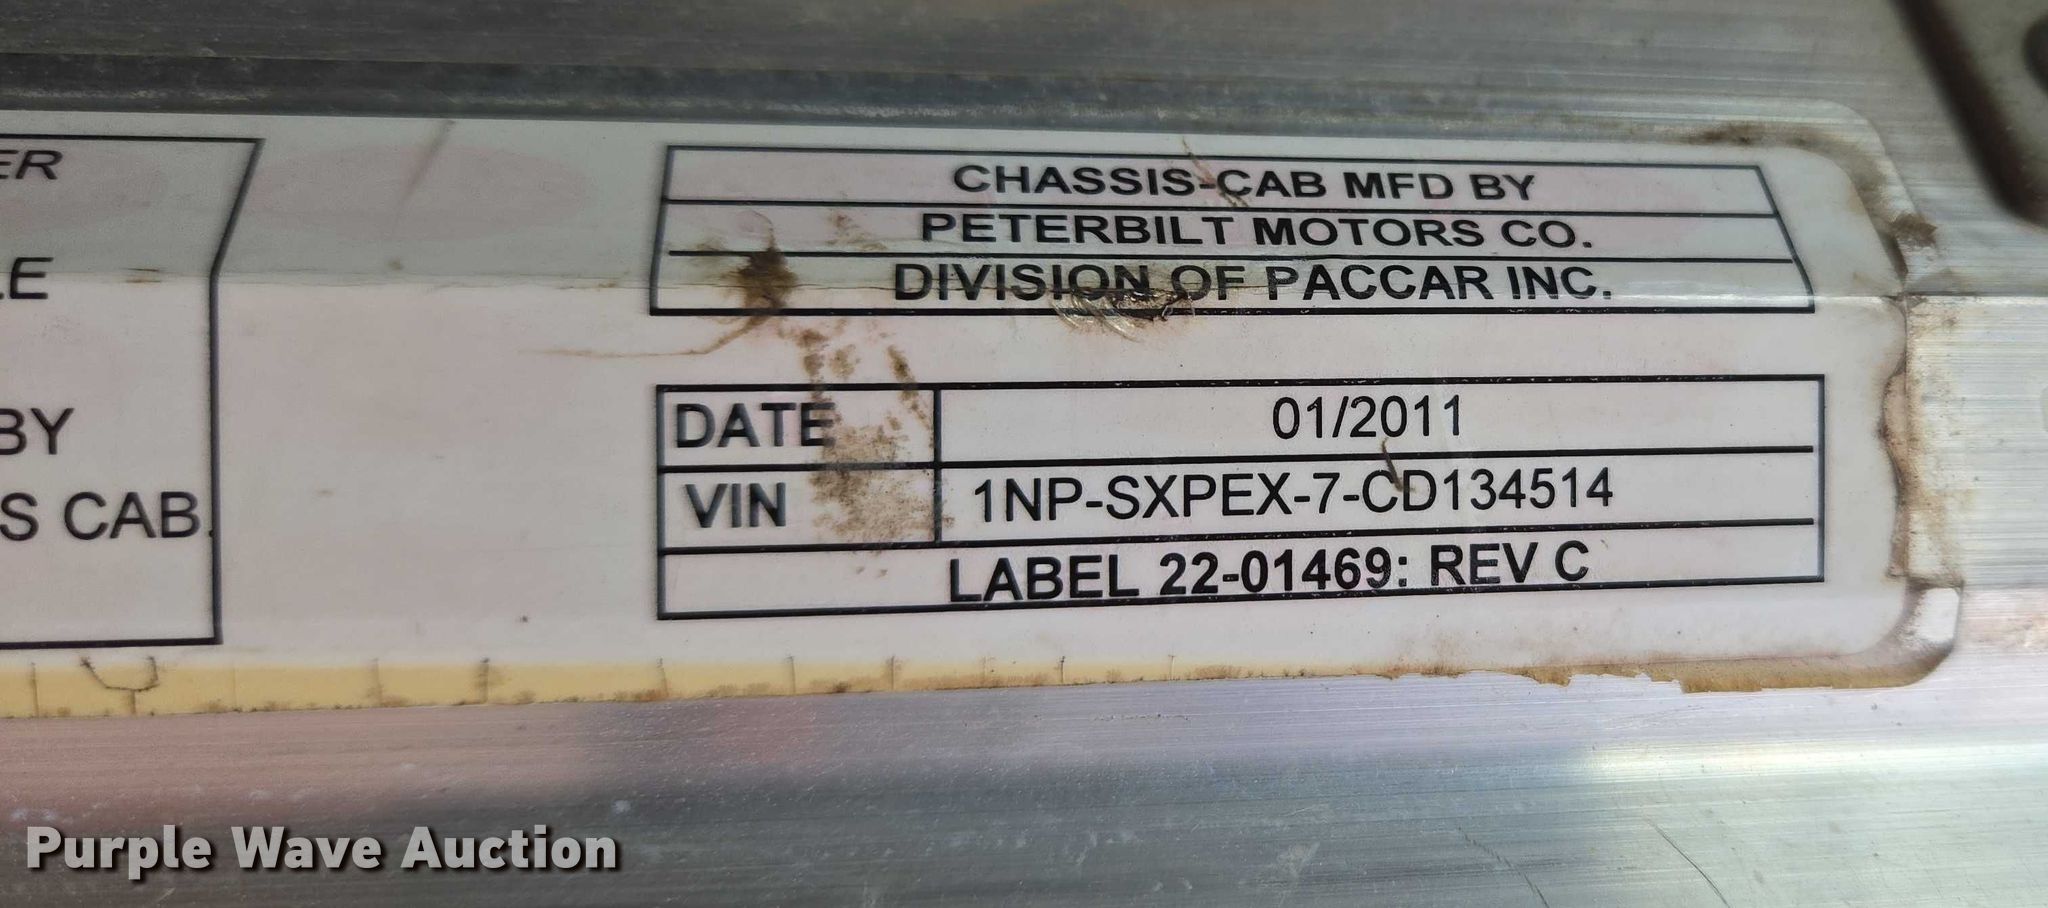 ER
LE
BY
S CAB.
CHASSIS-CAB MFD BY
PETERBILT MOTORS CO.
DIVISION OF PACCAR INC.
DATE 01/2011
VIN 1NP-SXPEX-7-CD134514
LABEL 22-01469: REV C
Purple Wave Auction